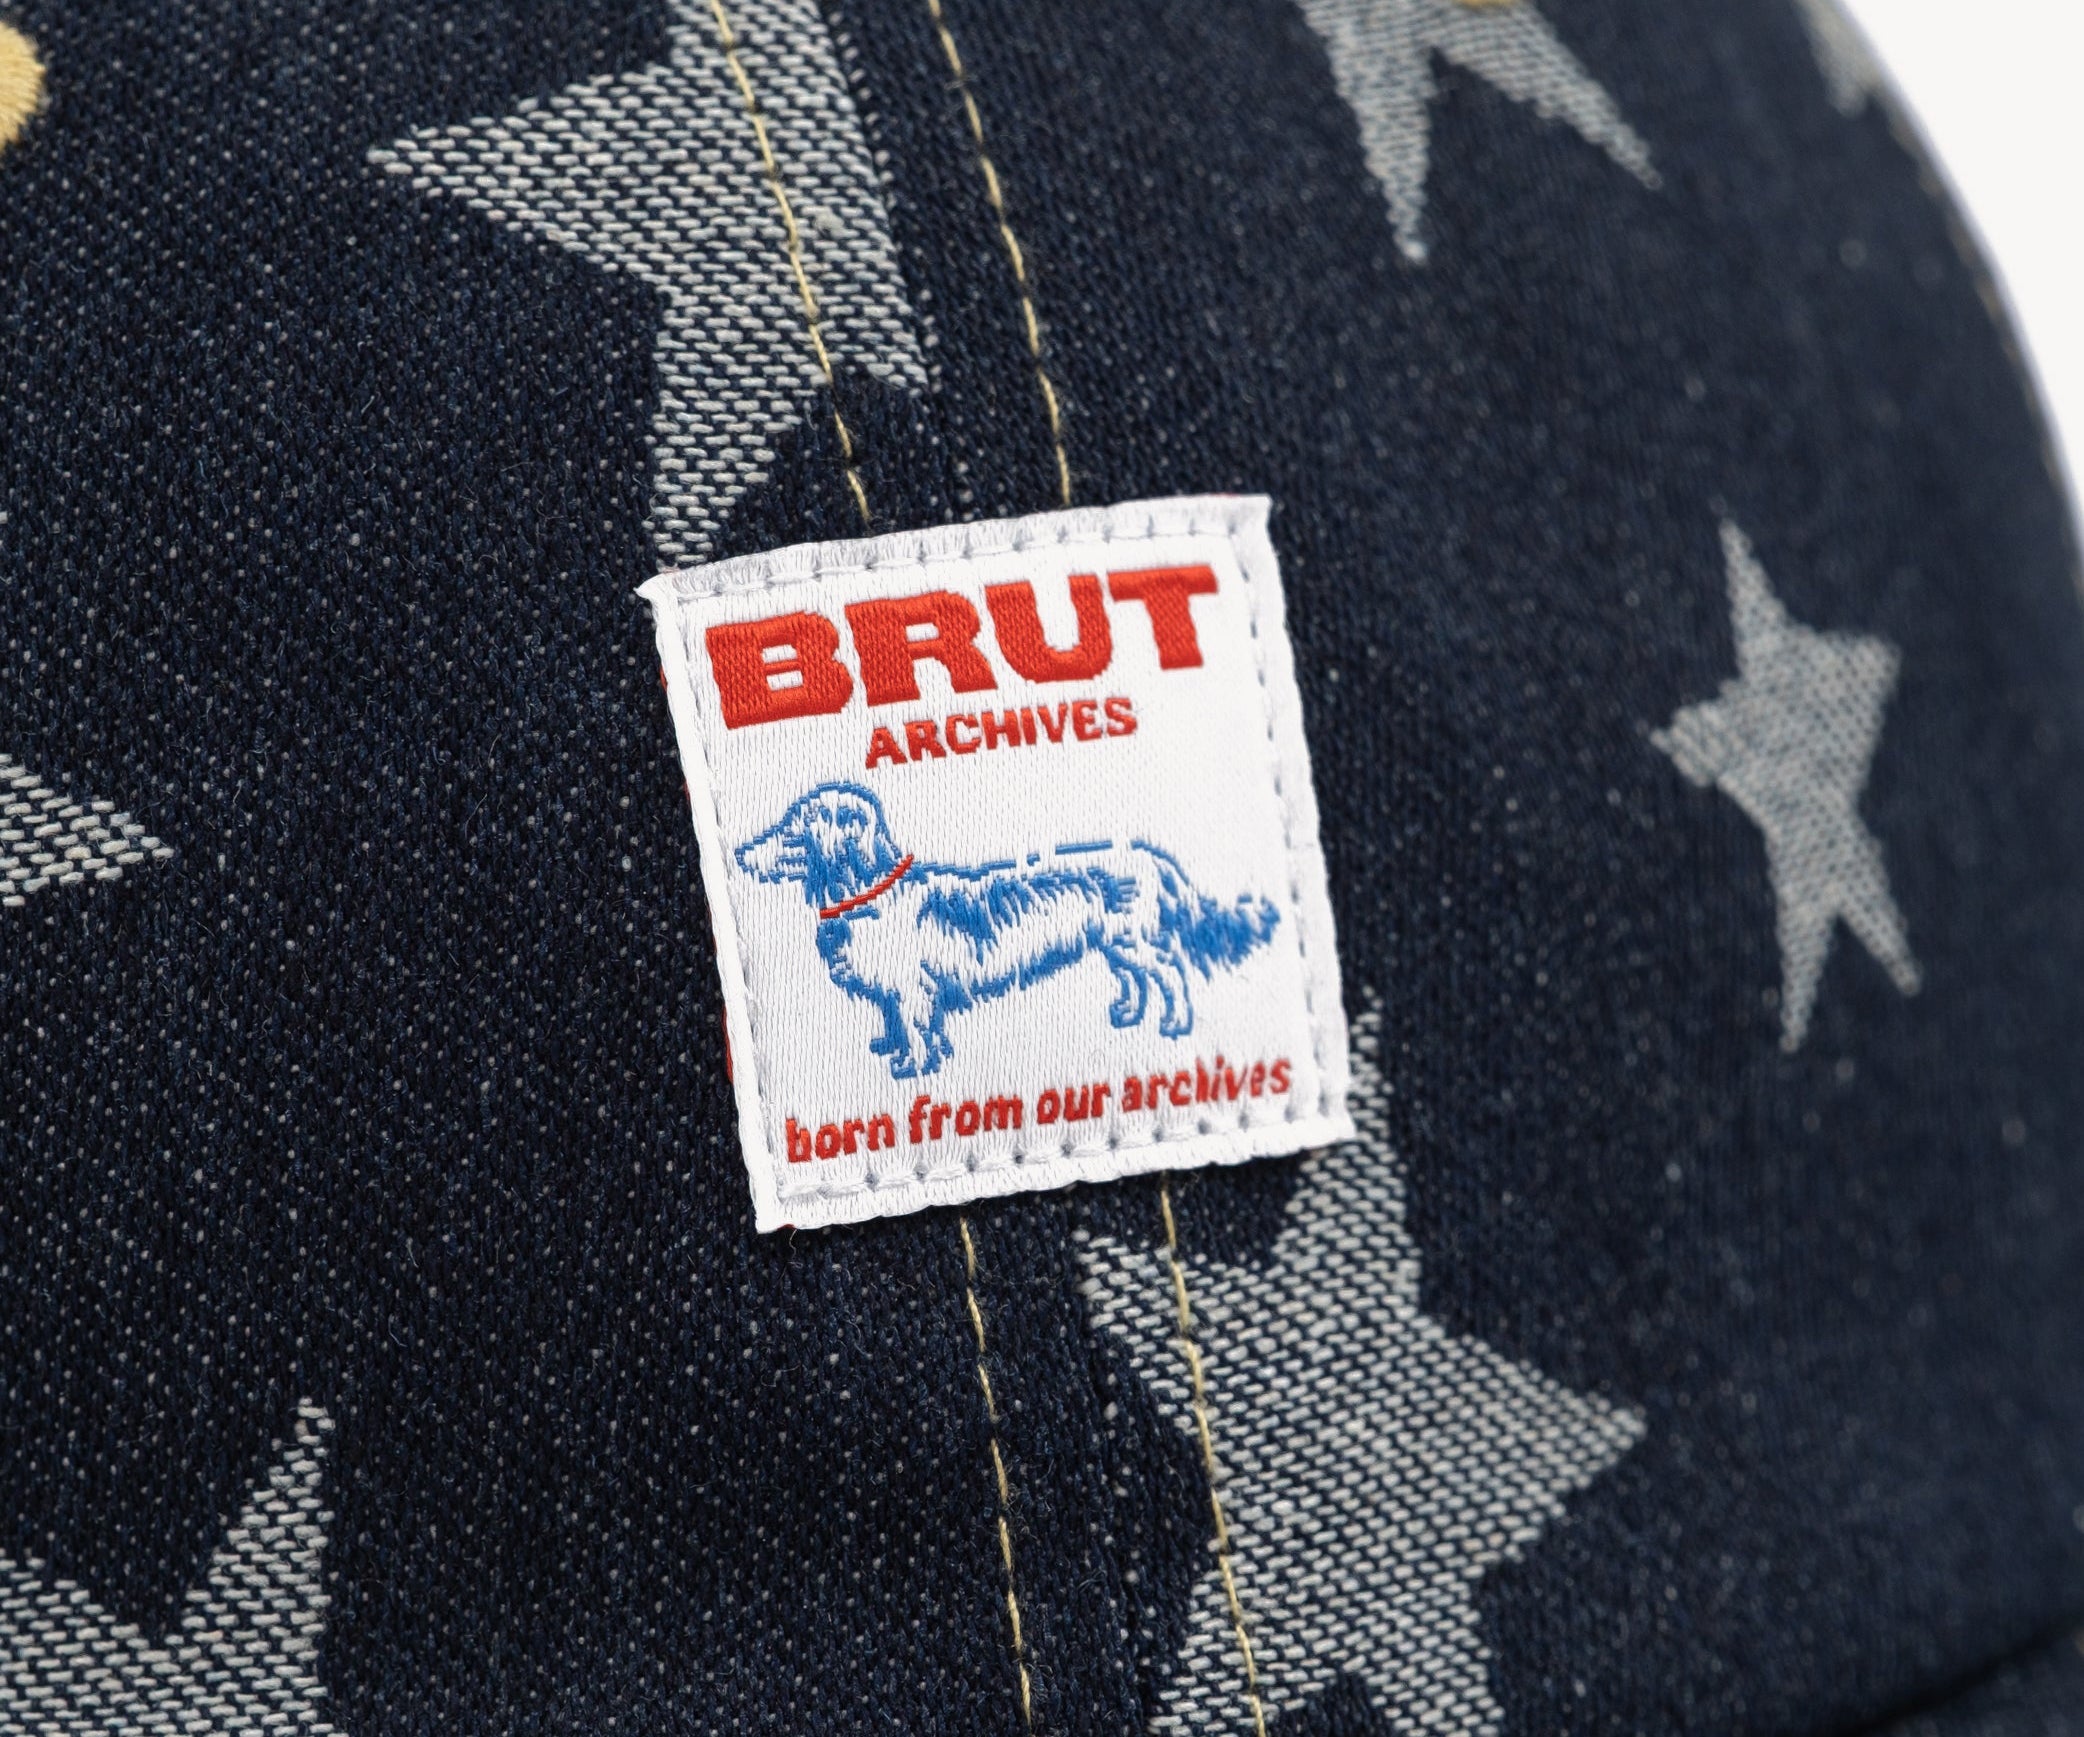 BRUT
ARCHIVES
born from our archives